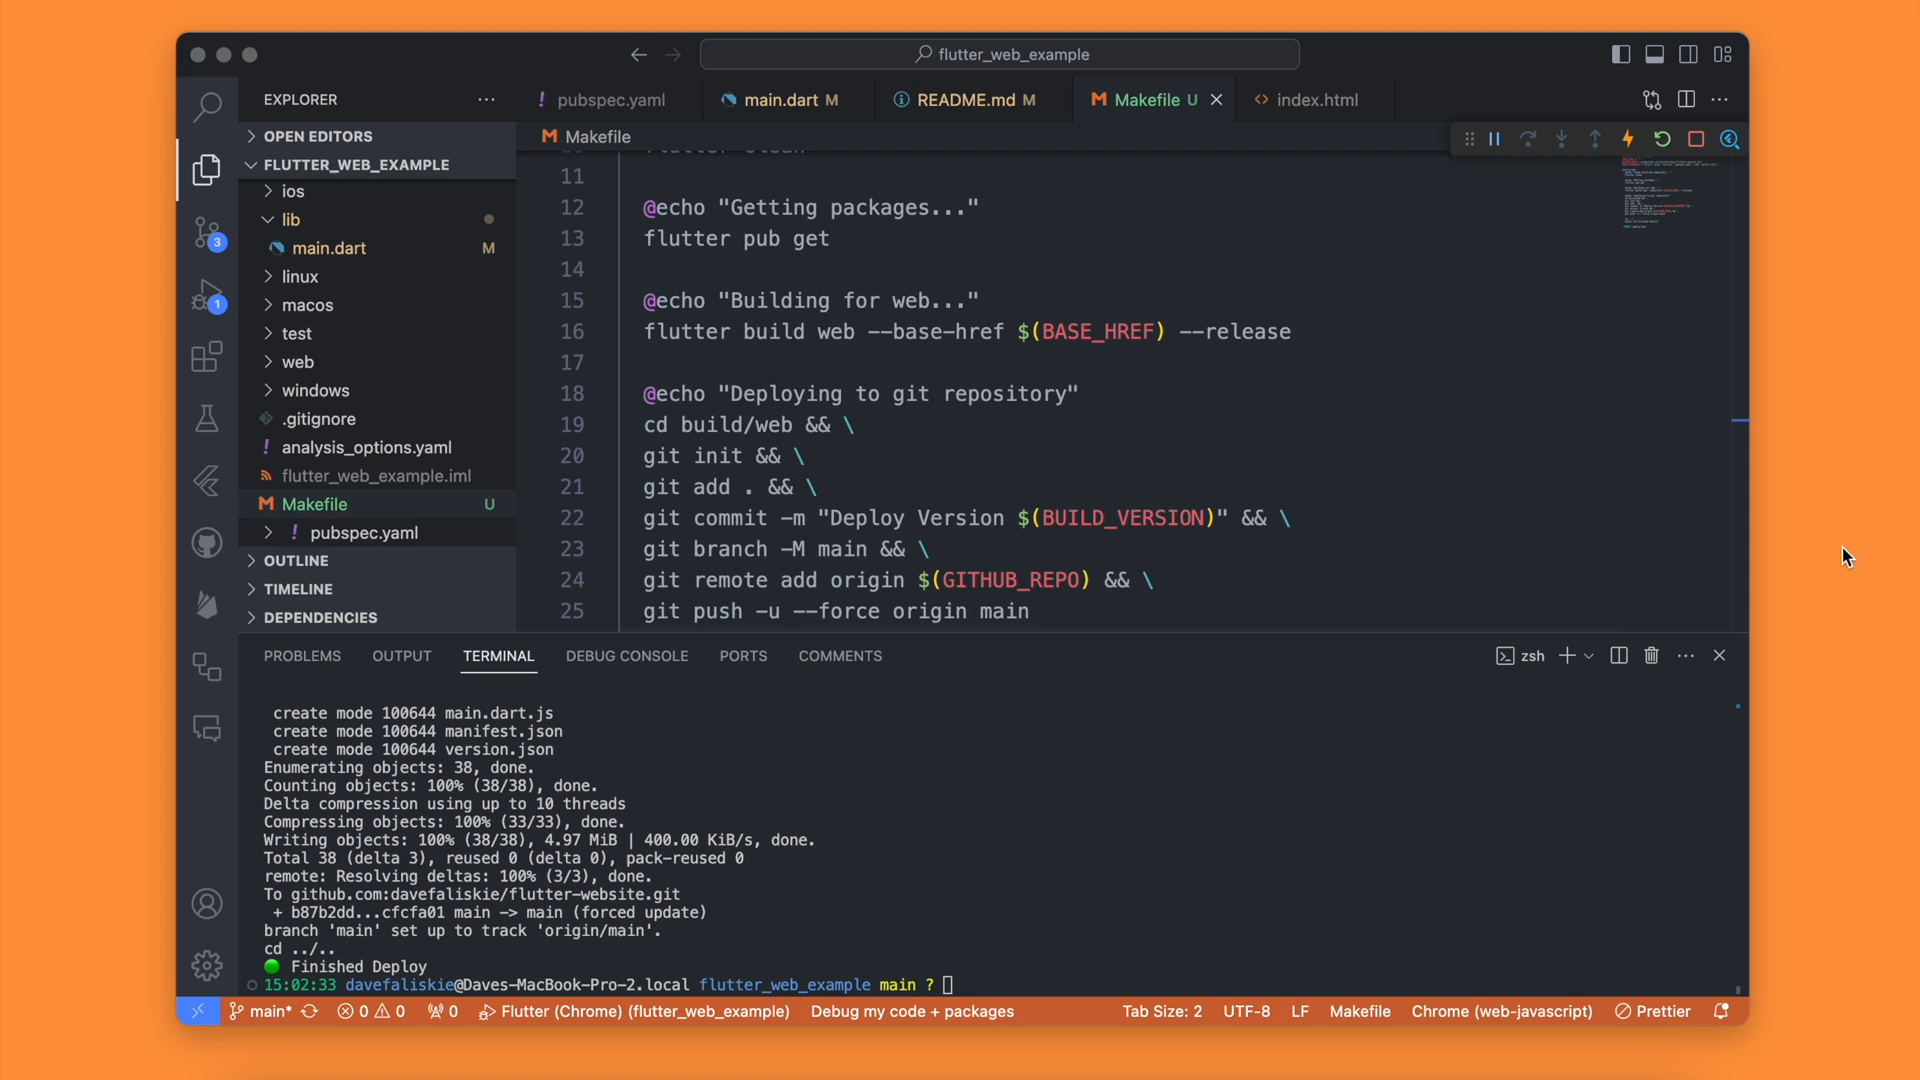 flutter_web_example
EXPLORER
pubspec.yaml
main.dart M
README.md M
Makefile U
index.html
OPEN EDITORS
FLUTTER_WEB_EXAMPLE
ios
lib
main.dart M
linux
macos
test
web
windows
.gitignore
analysis_options.yaml
flutter_web_example.iml
Makefile U
pubspec.yaml
OUTLINE
TIMELINE
DEPENDENCIES
3
1
Makefile
11
12 @echo "Getting packages..."
13 flutter pub get
14
15 @echo "Building for web..."
16 flutter build web --base-href $(BASE_HREF) --release
17
18 @echo "Deploying to git repository"
19 cd build/web && \
20 git init && \
21 git add . && \
22 git commit -m "Deploy Version $(BUILD_VERSION)" && \
23 git branch -M main && \
24 git remote add origin $(GITHUB_REPO) && \
25 git push -u --force origin main
PROBLEMS OUTPUT TERMINAL DEBUG CONSOLE PORTS COMMENTS
zsh
create mode 100644 main.dart.js
create mode 100644 manifest.json
create mode 100644 version.json
Enumerating objects: 38, done.
Counting objects: 100% (38/38), done.
Delta compression using up to 10 threads
Compressing objects: 100% (33/33), done.
Writing objects: 100% (38/38), 4.97 MiB | 400.00 KiB/s, done.
Total 38 (delta 3), reused 0 (delta 0), pack-reused 0
remote: Resolving deltas: 100% (3/3), done.
To github.com:davefaliskie/flutter-website.git
+ b87b2dd...cfcfa01 main -> main (forced update)
branch 'main' set up to track 'origin/main'.
cd ../..
Finished Deploy
15:02:33 davefaliskie@Daves-MacBook-Pro-2.local flutter_web_example main ?
main* 0 0 0 Flutter (Chrome) (flutter_web_example) Debug my code + packages Tab Size: 2 UTF-8 LF Makefile Chrome (web-javascript) Prettier